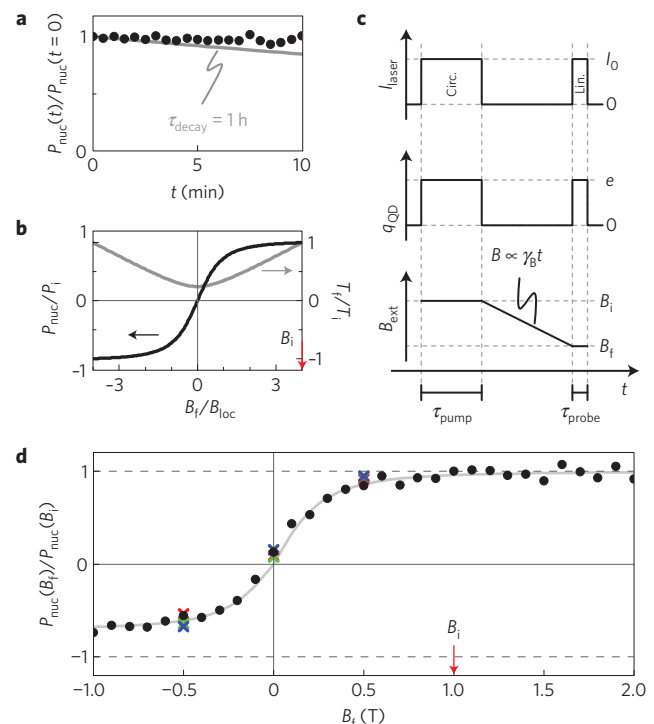 a
P_nuc(t)/P_nuc(t = 0)
1
0
τ_decay = 1 h
0
5
10
t (min)
b
P_nuc/P_i
1
0
-1
1
0
-1
T_f/T_i
B_i
-3
0
3
B_f/B_loc
c
I_laser
Circ.
Lin.
I_0
0
q_QD
e
0
B ∝ γ_B t
B_ext
B_i
B_f
t
τ_pump
τ_probe
d
P_nuc(B_f)/P_nuc(B_i)
1
0
-1
B_i
-1.0
-0.5
0
0.5
1.0
1.5
2.0
B_f (T)